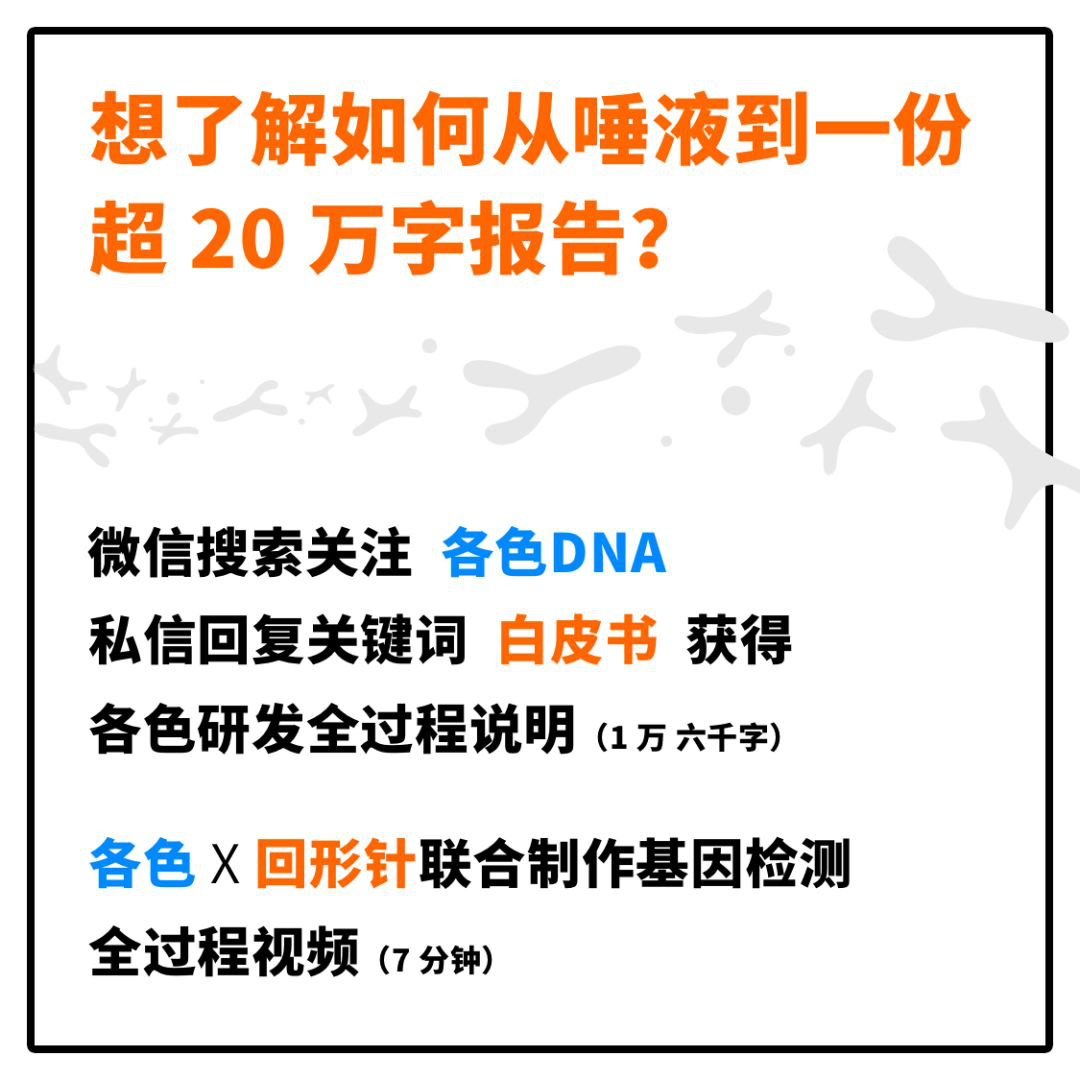 想了解如何从唾液到一份
超 20 万字报告？
微信搜索关注 各色DNA
私信回复关键词 白皮书 获得
各色研发全过程说明（1 万 六千字）
各色 X 回形针联合制作基因检测
全过程视频（7 分钟）